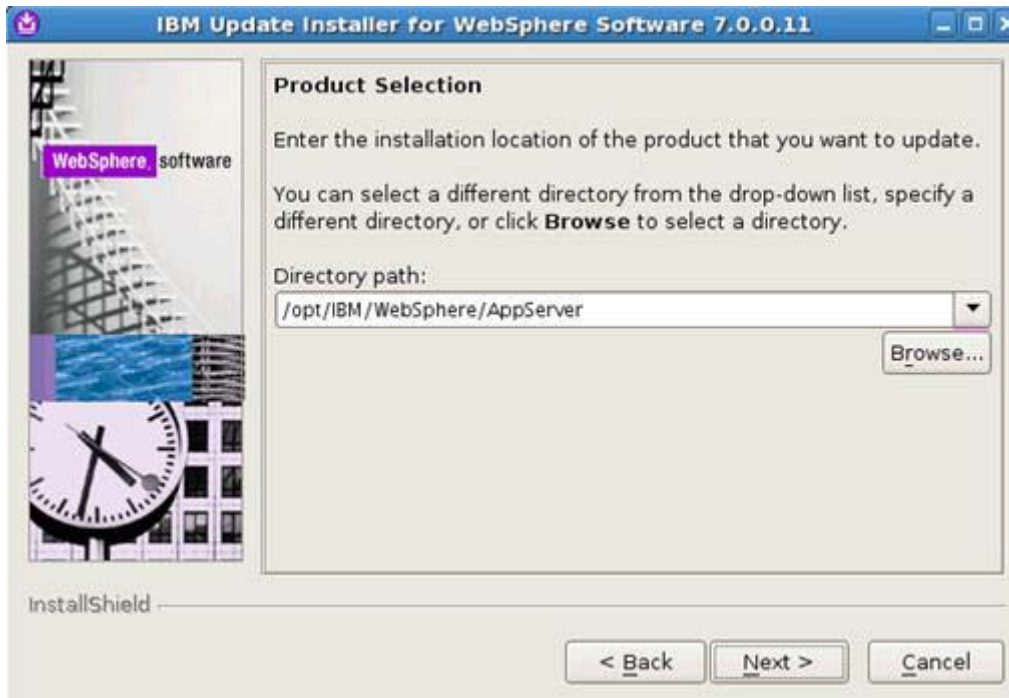 IBM Update Installer for WebSphere Software 7.0.0.11
WebSphere. software
Product Selection
Enter the installation location of the product that you want to update.
You can select a different directory from the drop-down list, specify a
different directory, or click Browse to select a directory.
Directory path:
/opt/IBM/WebSphere/AppServer
Browse...
InstallShield
< Back
Next >
Cancel